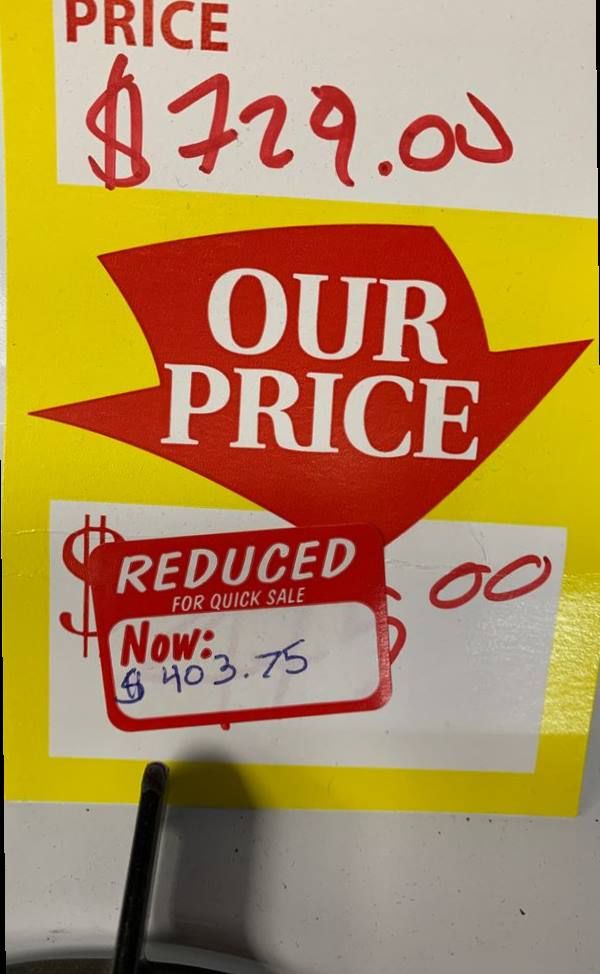 PRICE
$729.00
OUR
PRICE
$ 00
REDUCED
FOR QUICK SALE
Now:
$403.75